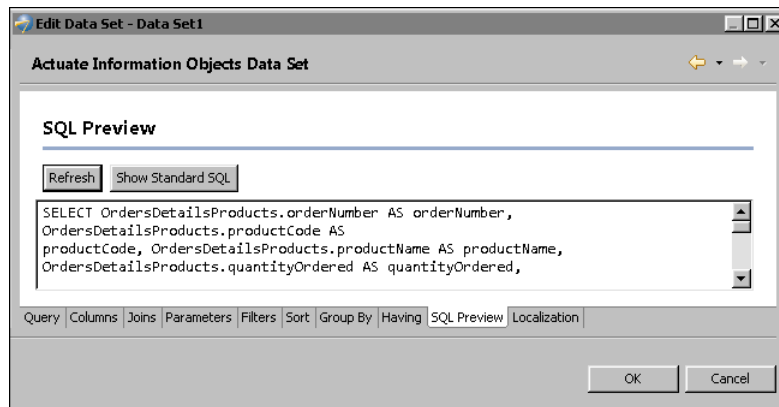 Edit Data Set - Data Set1
Actuate Information Objects Data Set
SQL Preview
Refresh Show Standard SQL
SELECT OrdersDetailsProducts.orderNumber AS orderNumber,
OrdersDetailsProducts.productCode AS
productCode, OrdersDetailsProducts.productName AS productName,
OrdersDetailsProducts.quantityOrdered AS quantityOrdered,
Query Columns Joins Parameters Filters Sort Group By Having SQL Preview Localization
OK Cancel